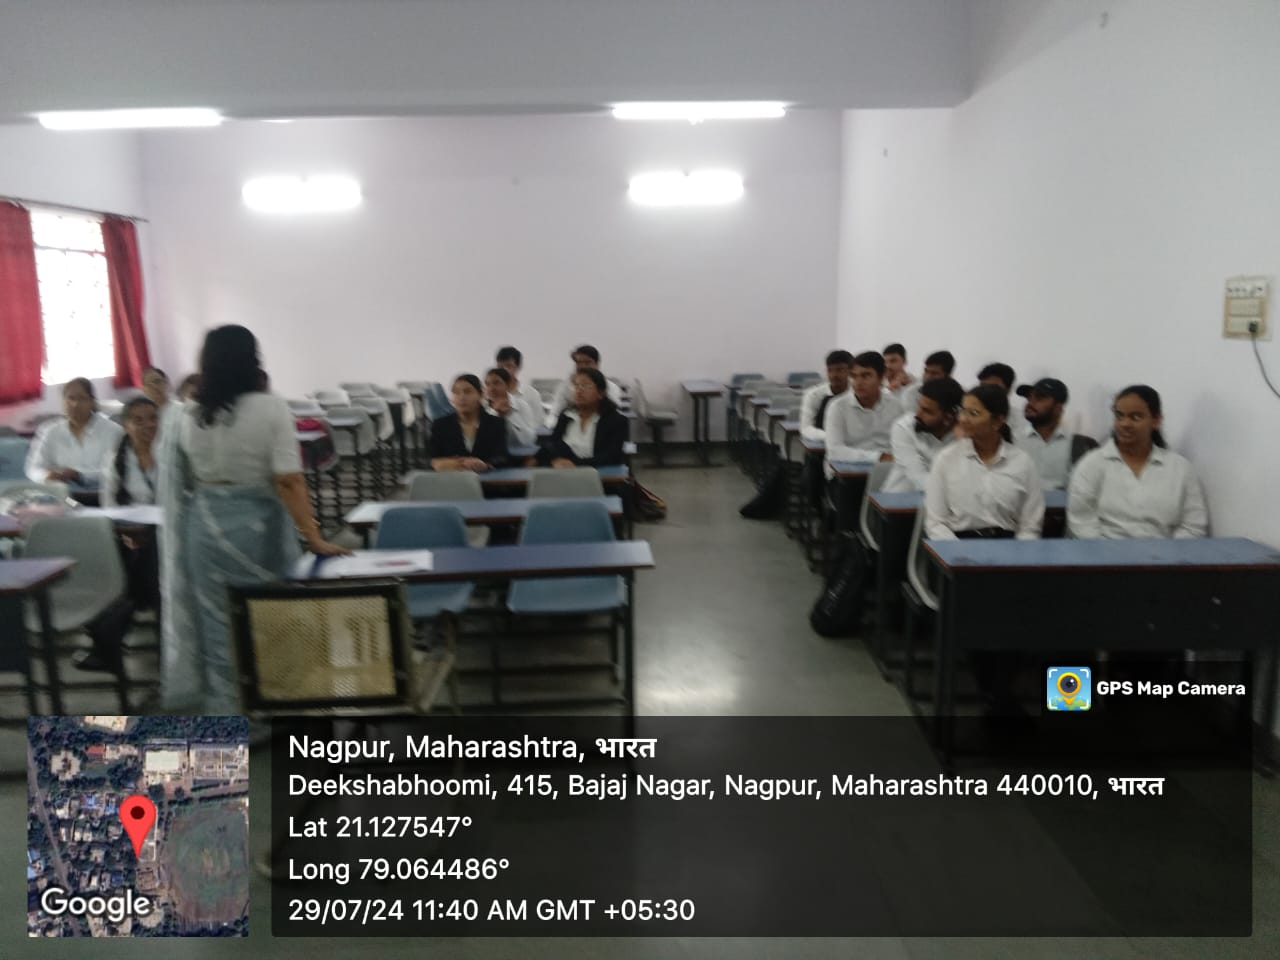 GPS Map Camera
Nagpur, Maharashtra, भारत
Deekshabhoomi, 415, Bajaj Nagar, Nagpur, Maharashtra 440010, भारत
Lat 21.127547°
Long 79.064486°
29/07/24 11:40 AM GMT +05:30
Google